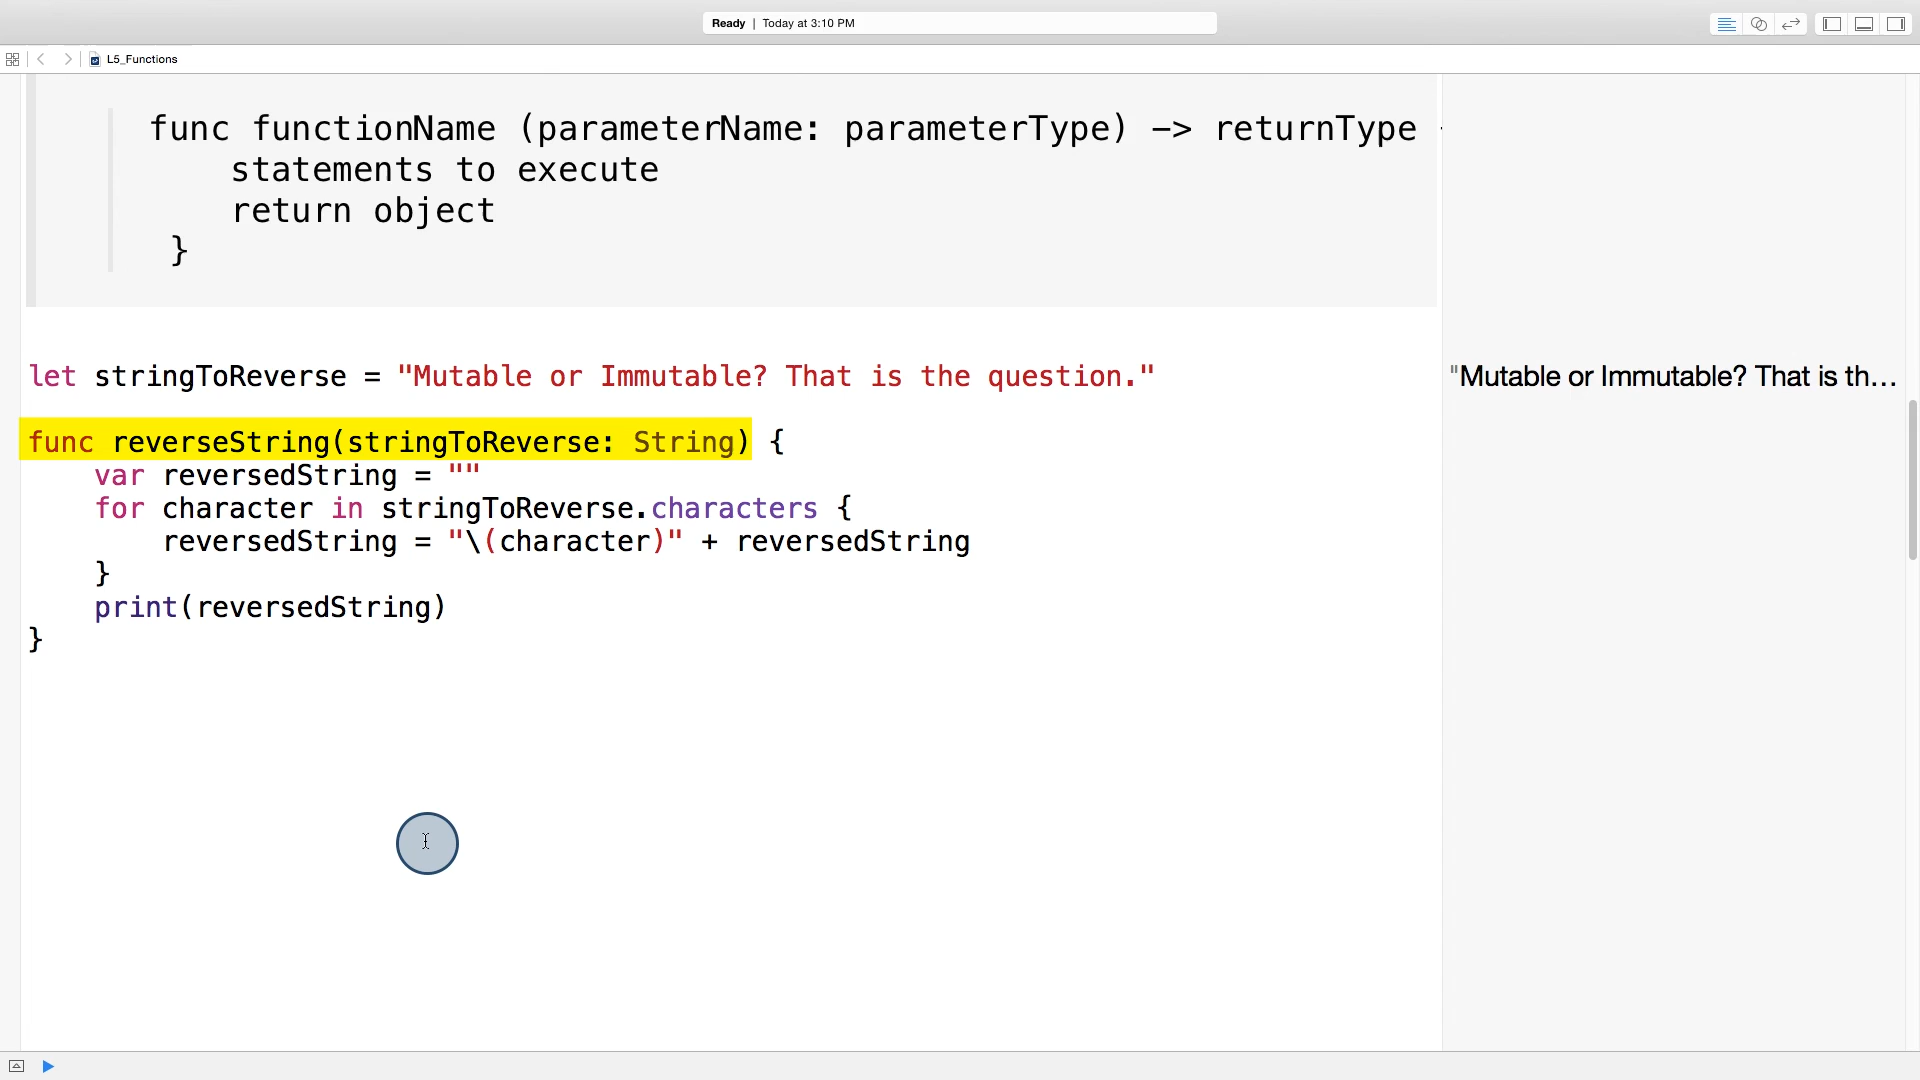 Ready | Today at 3:10 PM
L5_Functions
func functionName (parameterName: parameterType) -> returnType
statements to execute
return object
}
let stringToReverse = "Mutable or Immutable? That is the question."
"Mutable or Immutable? That is th...
func reverseString(stringToReverse: String) {
var reversedString = ""
for character in stringToReverse.characters {
reversedString = "\(character)" + reversedString
}
print(reversedString)
}